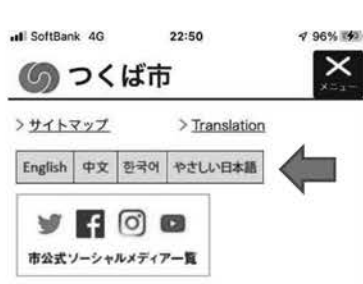 SoftBank 4G 22:50 96%
つくば市
メニュー
> サイトマップ > Translation
English 中文 한국어 やさしい日本語
市公式ソーシャルメディア一覧